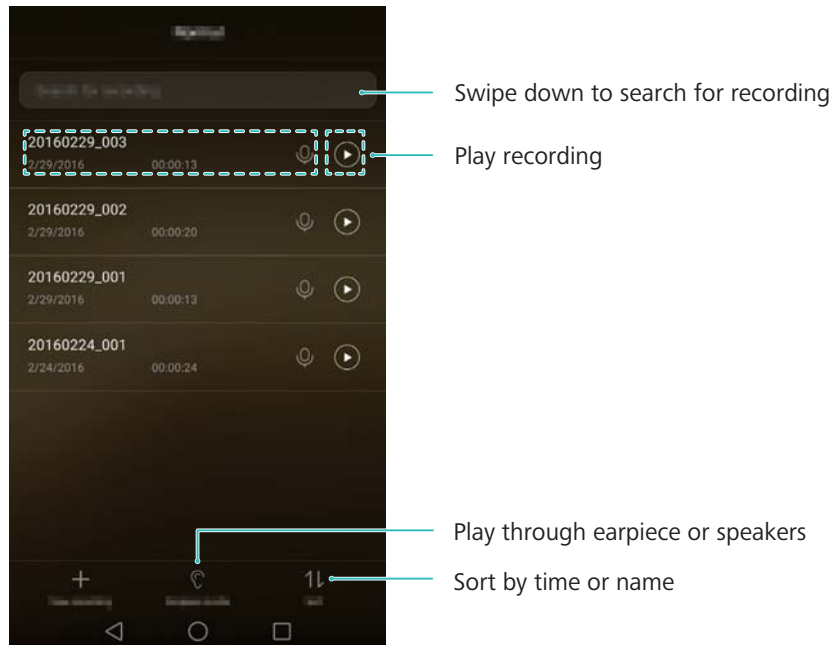 Swipe down to search for recording
20160229_003
2/29/2016 00:00:13
Play recording
20160229_002
2/29/2016 00:00:20
20160229_001
2/29/2016 00:00:13
20160224_001
2/24/2016 00:00:24
Play through earpiece or speakers
Sort by time or name